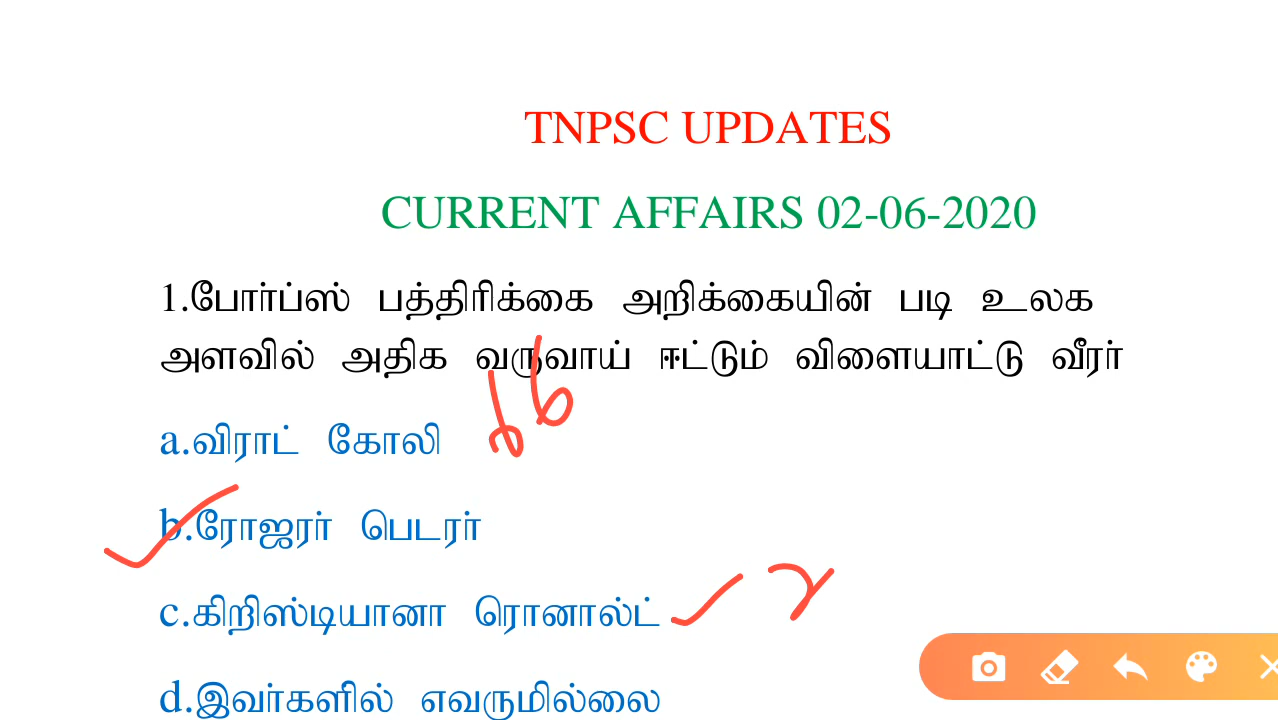 TNPSC UPDATES
CURRENT AFFAIRS 02-06-2020
1.போர்ப்ஸ் பத்திரிக்கை அறிக்கையின் படி உலக
அளவில் அதிக வருவாய் ஈட்டும் விளையாட்டு வீரர்
a.விராட் கோலி
b.ரோஜரர் பெடரர்
c.கிறிஸ்டியானா ரொனால்ட்
d.இவர்களில் எவருமில்லை